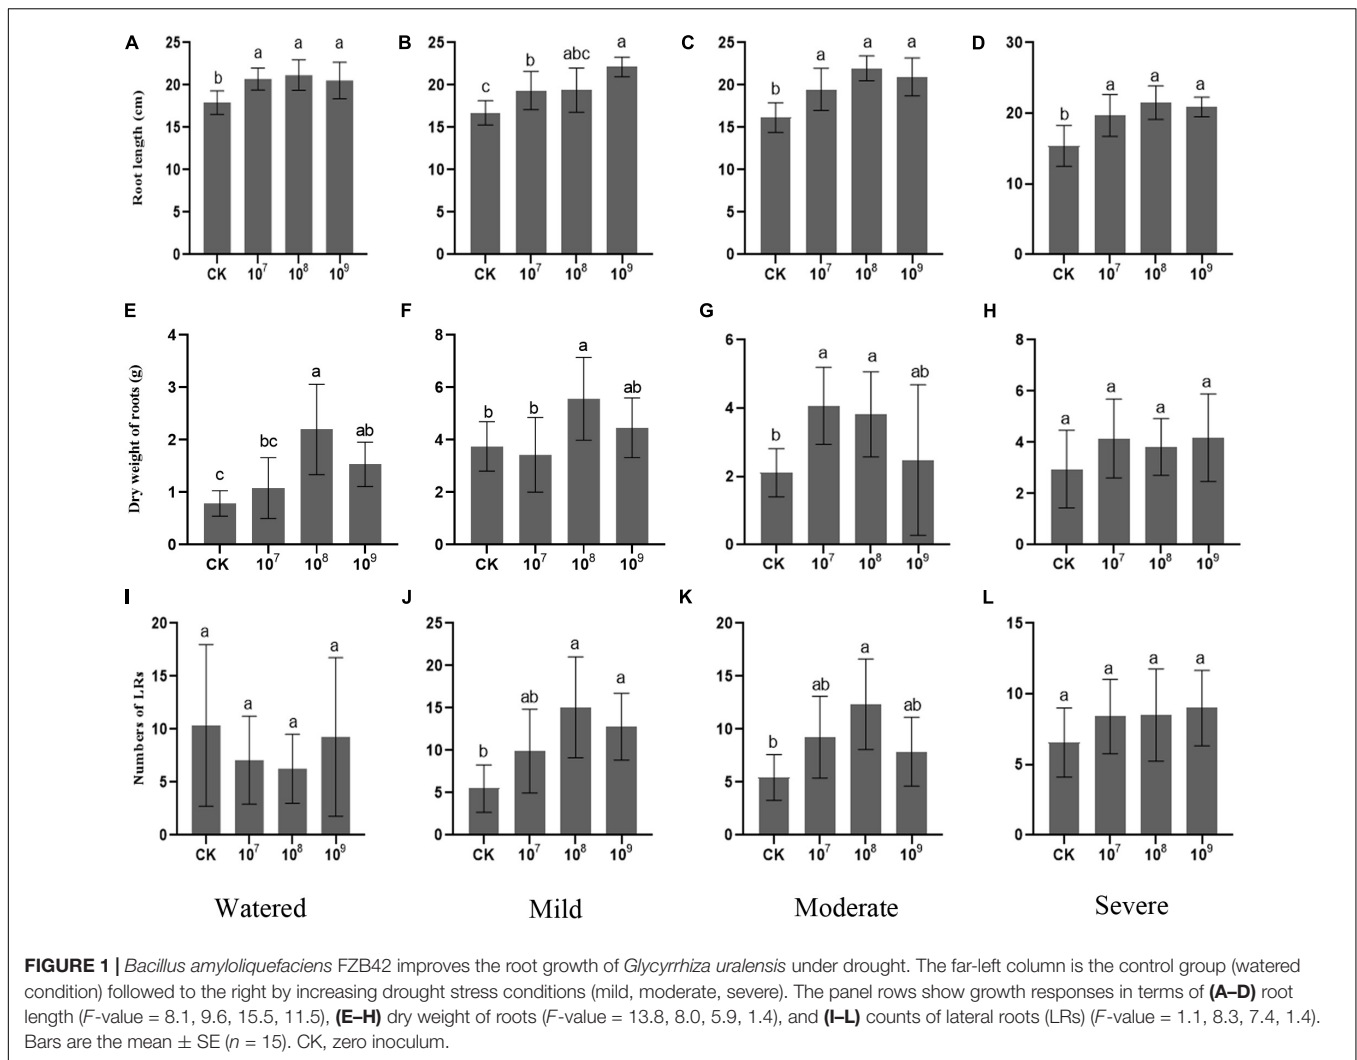 A
B
C
D
Root length (cm)
25
20
15
10
5
0
b
a
a
a
CK
10⁷
10⁸
10⁹
25
20
15
10
5
0
c
b
abc
a
CK
10⁷
10⁸
10⁹
25
20
15
10
5
0
b
a
a
a
CK
10⁷
10⁸
10⁹
30
20
10
0
b
a
a
a
CK
10⁷
10⁸
10⁹
E
F
G
H
Dry weight of roots (g)
4
3
2
1
0
c
bc
a
ab
CK
10⁷
10⁸
10⁹
8
6
4
2
0
b
b
a
ab
CK
10⁷
10⁸
10⁹
6
4
2
0
b
a
a
ab
CK
10⁷
10⁸
10⁹
8
6
4
2
0
a
a
a
a
CK
10⁷
10⁸
10⁹
I
J
K
L
Numbers of LRs
20
15
10
5
0
a
a
a
a
CK
10⁷
10⁸
10⁹
25
20
15
10
5
0
b
ab
a
a
CK
10⁷
10⁸
10⁹
20
15
10
5
0
b
ab
a
ab
CK
10⁷
10⁸
10⁹
15
10
5
0
a
a
a
a
CK
10⁷
10⁸
10⁹
Watered
Mild
Moderate
Severe
FIGURE 1 | Bacillus amyloliquefaciens FZB42 improves the root growth of Glycyrrhiza uralensis under drought. The far-left column is the control group (watered
condition) followed to the right by increasing drought stress conditions (mild, moderate, severe). The panel rows show growth responses in terms of (A–D) root
length (F-value = 8.1, 9.6, 15.5, 11.5), (E–H) dry weight of roots (F-value = 13.8, 8.0, 5.9, 1.4), and (I–L) counts of lateral roots (LRs) (F-value = 1.1, 8.3, 7.4, 1.4).
Bars are the mean ± SE (n = 15). CK, zero inoculum.